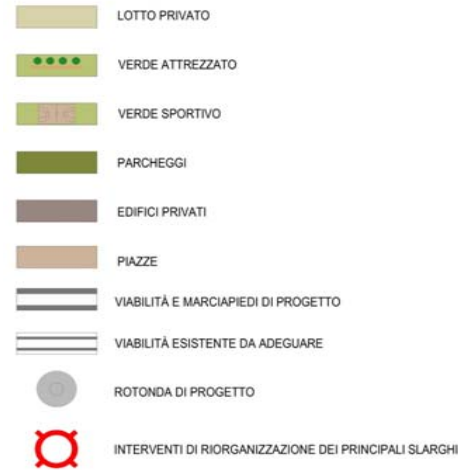 LOTTO PRIVATO
VERDE ATTREZZATO
VERDE SPORTIVO
PARCHEGGI
EDIFICI PRIVATI
PIAZZE
VIABILITÀ E MARCIAPIEDI DI PROGETTO
VIABILITÀ ESISTENTE DA ADEGUARE
ROTONDA DI PROGETTO
INTERVENTI DI RIORGANIZZAZIONE DEI PRINCIPALI SLARGHI